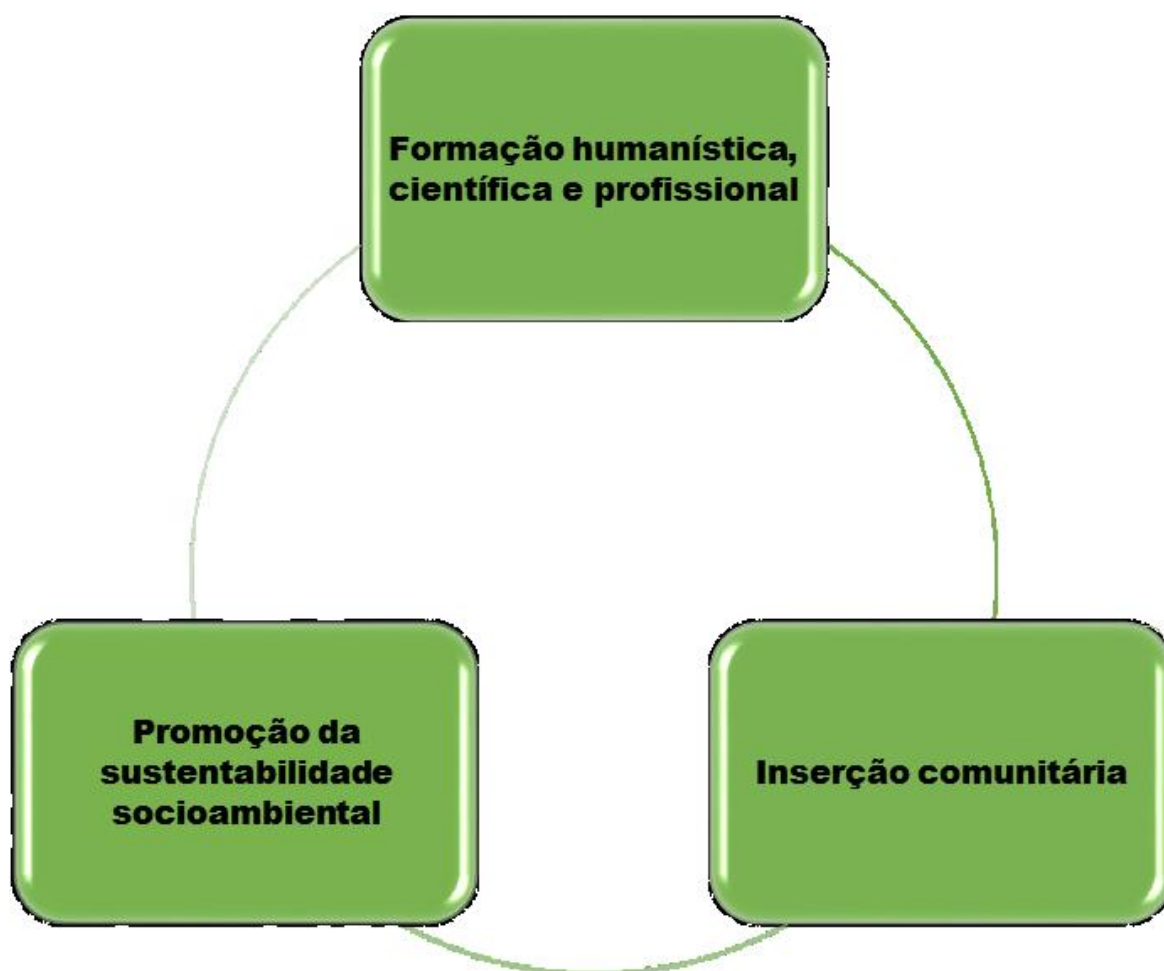 Formação humanística,
científica e profissional
Promoção da
sustentabilidade
socioambiental
Inserção comunitária